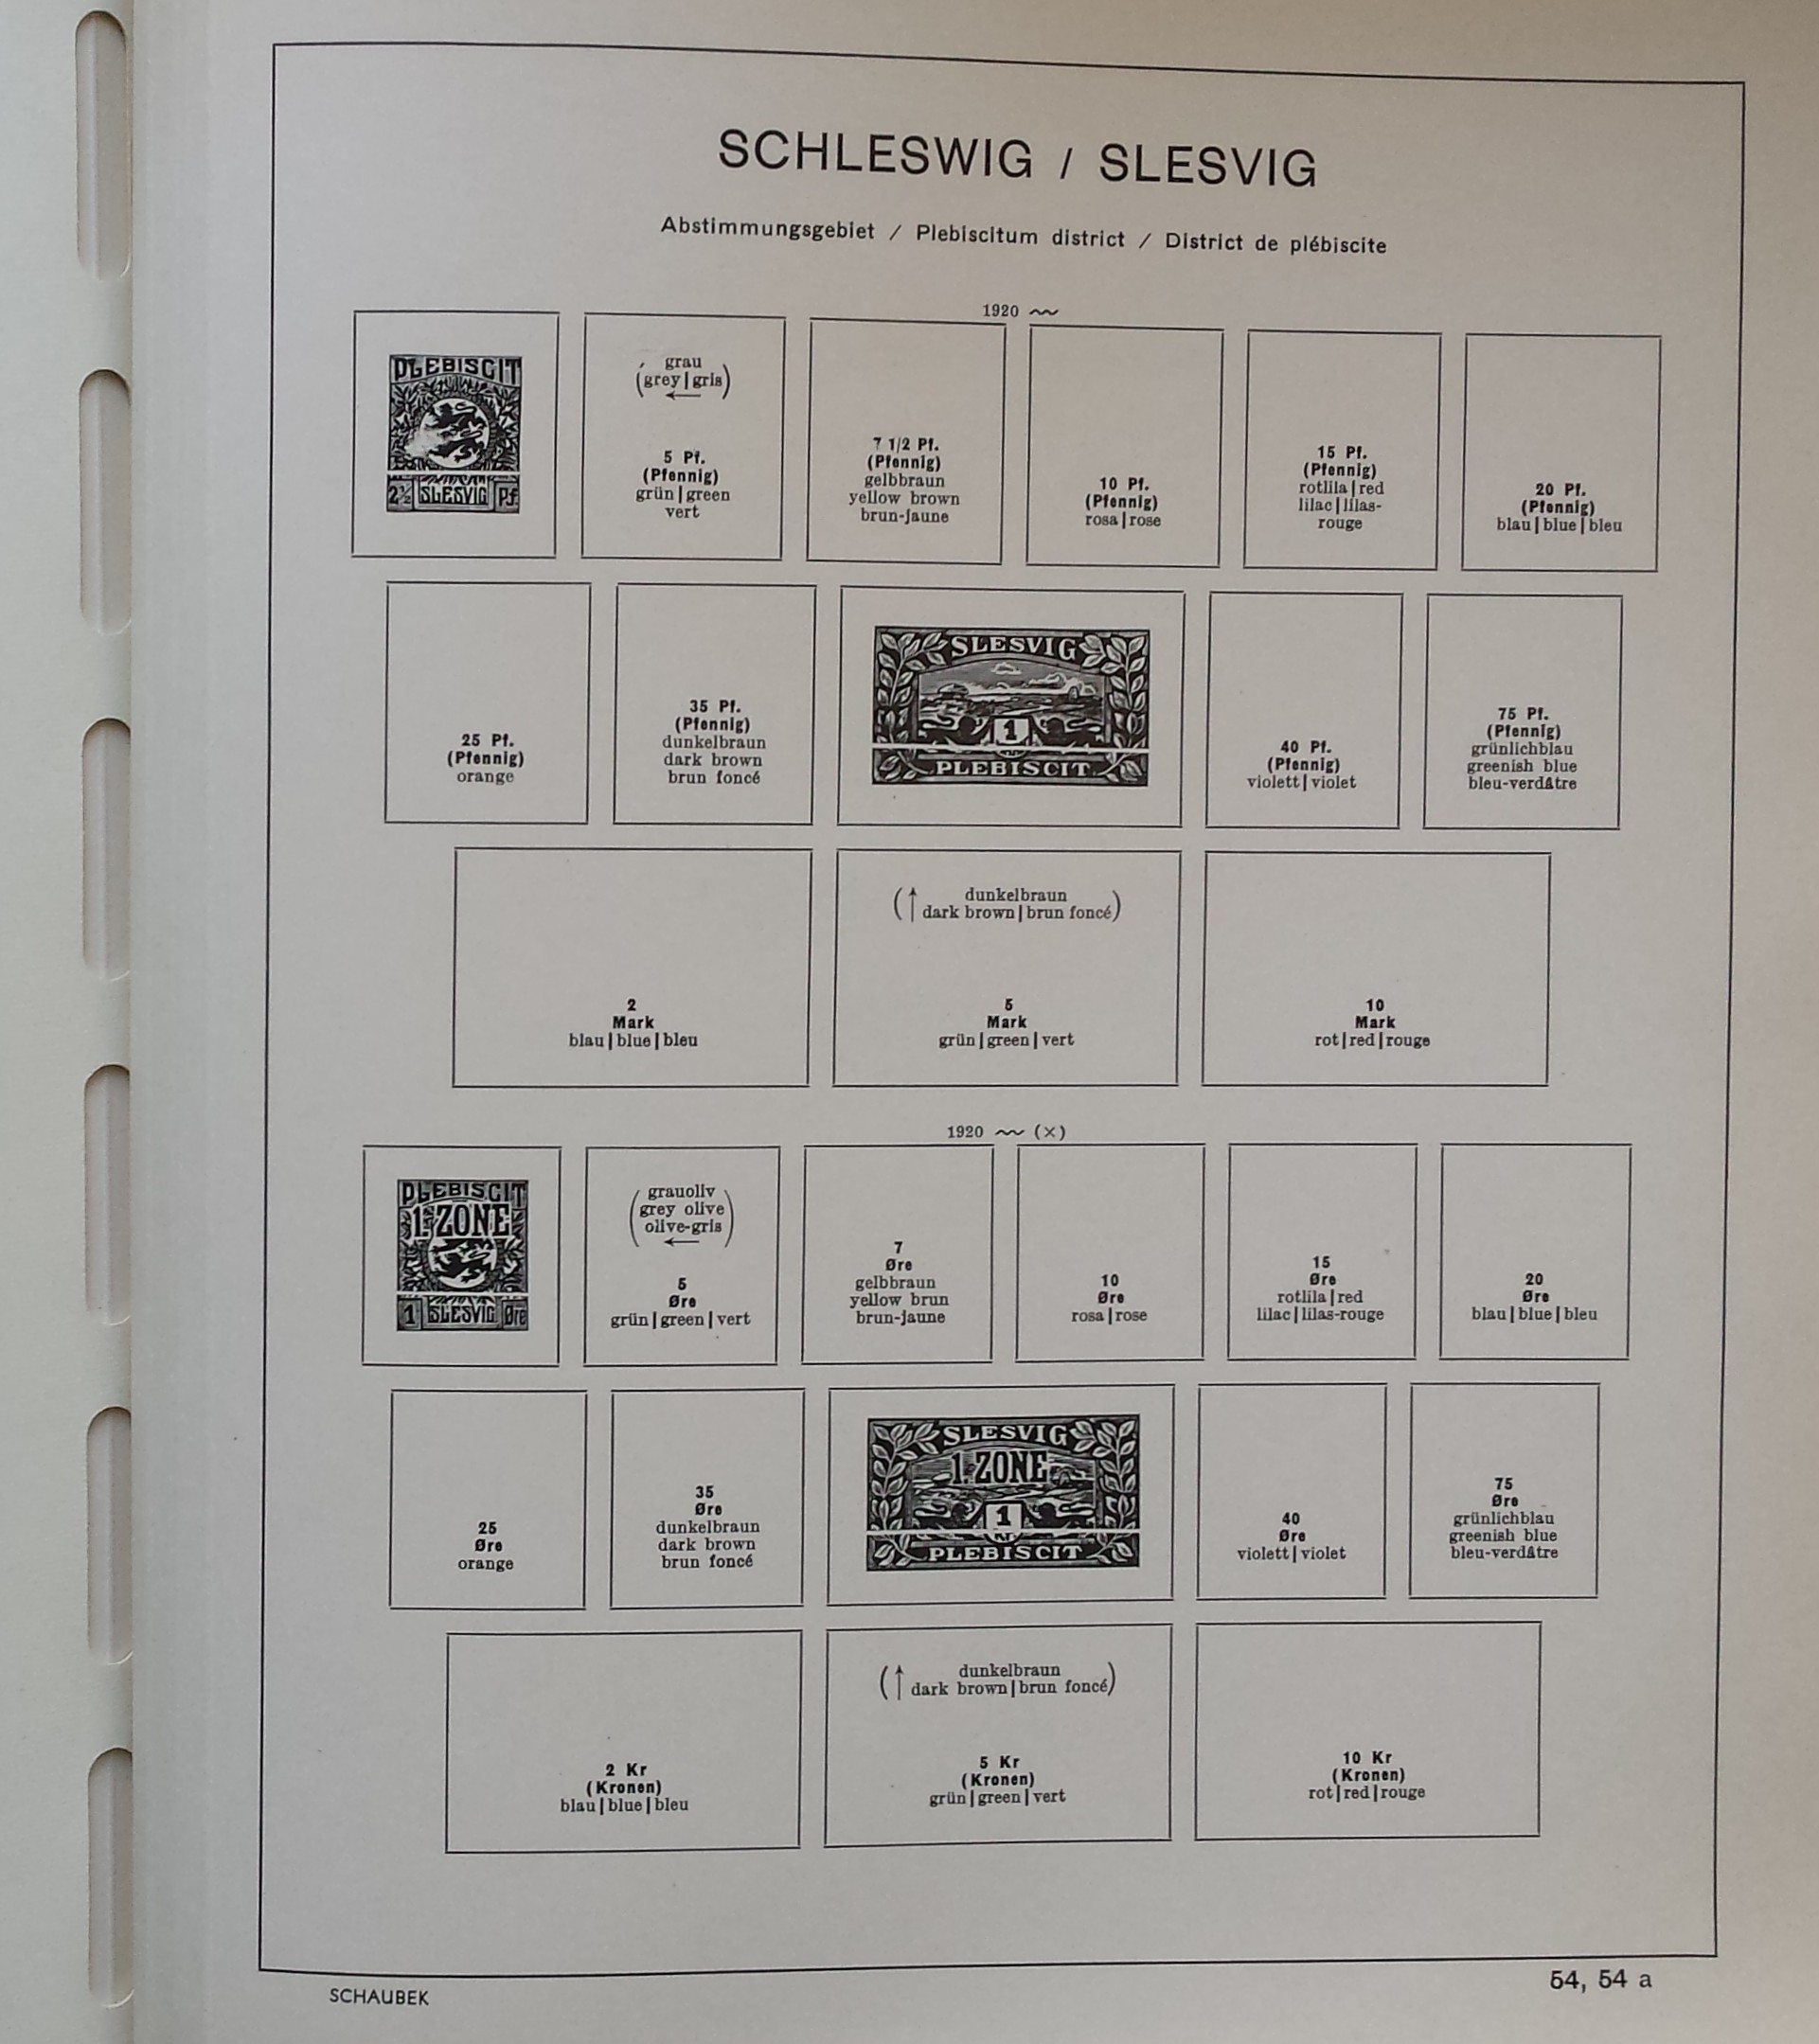 SCHLESWIG / SLESVIG
Abstimmungsgebiet / Plebiscitum district / District de plébiscite
1920
PLEBISCIT
2½ SLESVIG Pf
grau
(grey|gris)
5 Pf.
(Pfennig)
grün|green
vert
7 1/2 Pf.
(Pfennig)
gelbbraun
yellow brown
brun-jaune
10 Pf.
(Pfennig)
rosa|rose
15 Pf.
(Pfennig)
rotlila|red
lilac|lilas-
rouge
20 Pf.
(Pfennig)
blau|blue|bleu
25 Pf.
(Pfennig)
orange
35 Pf.
(Pfennig)
dunkelbraun
dark brown
brun foncé
SLESVIG
1
PLEBISCIT
40 Pf.
(Pfennig)
violett|violet
75 Pf.
(Pfennig)
grünlichblau
greenish blue
bleu-verdâtre
2
Mark
blau|blue|bleu
(↑ dunkelbraun
dark brown|brun foncé)
5
Mark
grün|green|vert
10
Mark
rot|red|rouge
1920 (×)
PLEBISCIT
1. ZONE
1 SLESVIG Øre
(grauoliv
grey olive
olive-gris)
←
5
Øre
grün|green|vert
7
Øre
gelbbraun
yellow brun
brun-jaune
10
Øre
rosa|rose
15
Øre
rotlila|red
lilac|lilas-rouge
20
Øre
blau|blue|bleu
25
Øre
orange
35
Øre
dunkelbraun
dark brown
brun foncé
SLESVIG
1. ZONE
1
KR
PLEBISCIT
40
Øre
violett|violet
75
Øre
grünlichblau
greenish blue
bleu-verdâtre
2 Kr
(Kronen)
blau|blue|bleu
(↑ dunkelbraun
dark brown|brun foncé)
5 Kr
(Kronen)
grün|green|vert
10 Kr
(Kronen)
rot|red|rouge
SCHAUBEK
54, 54 a